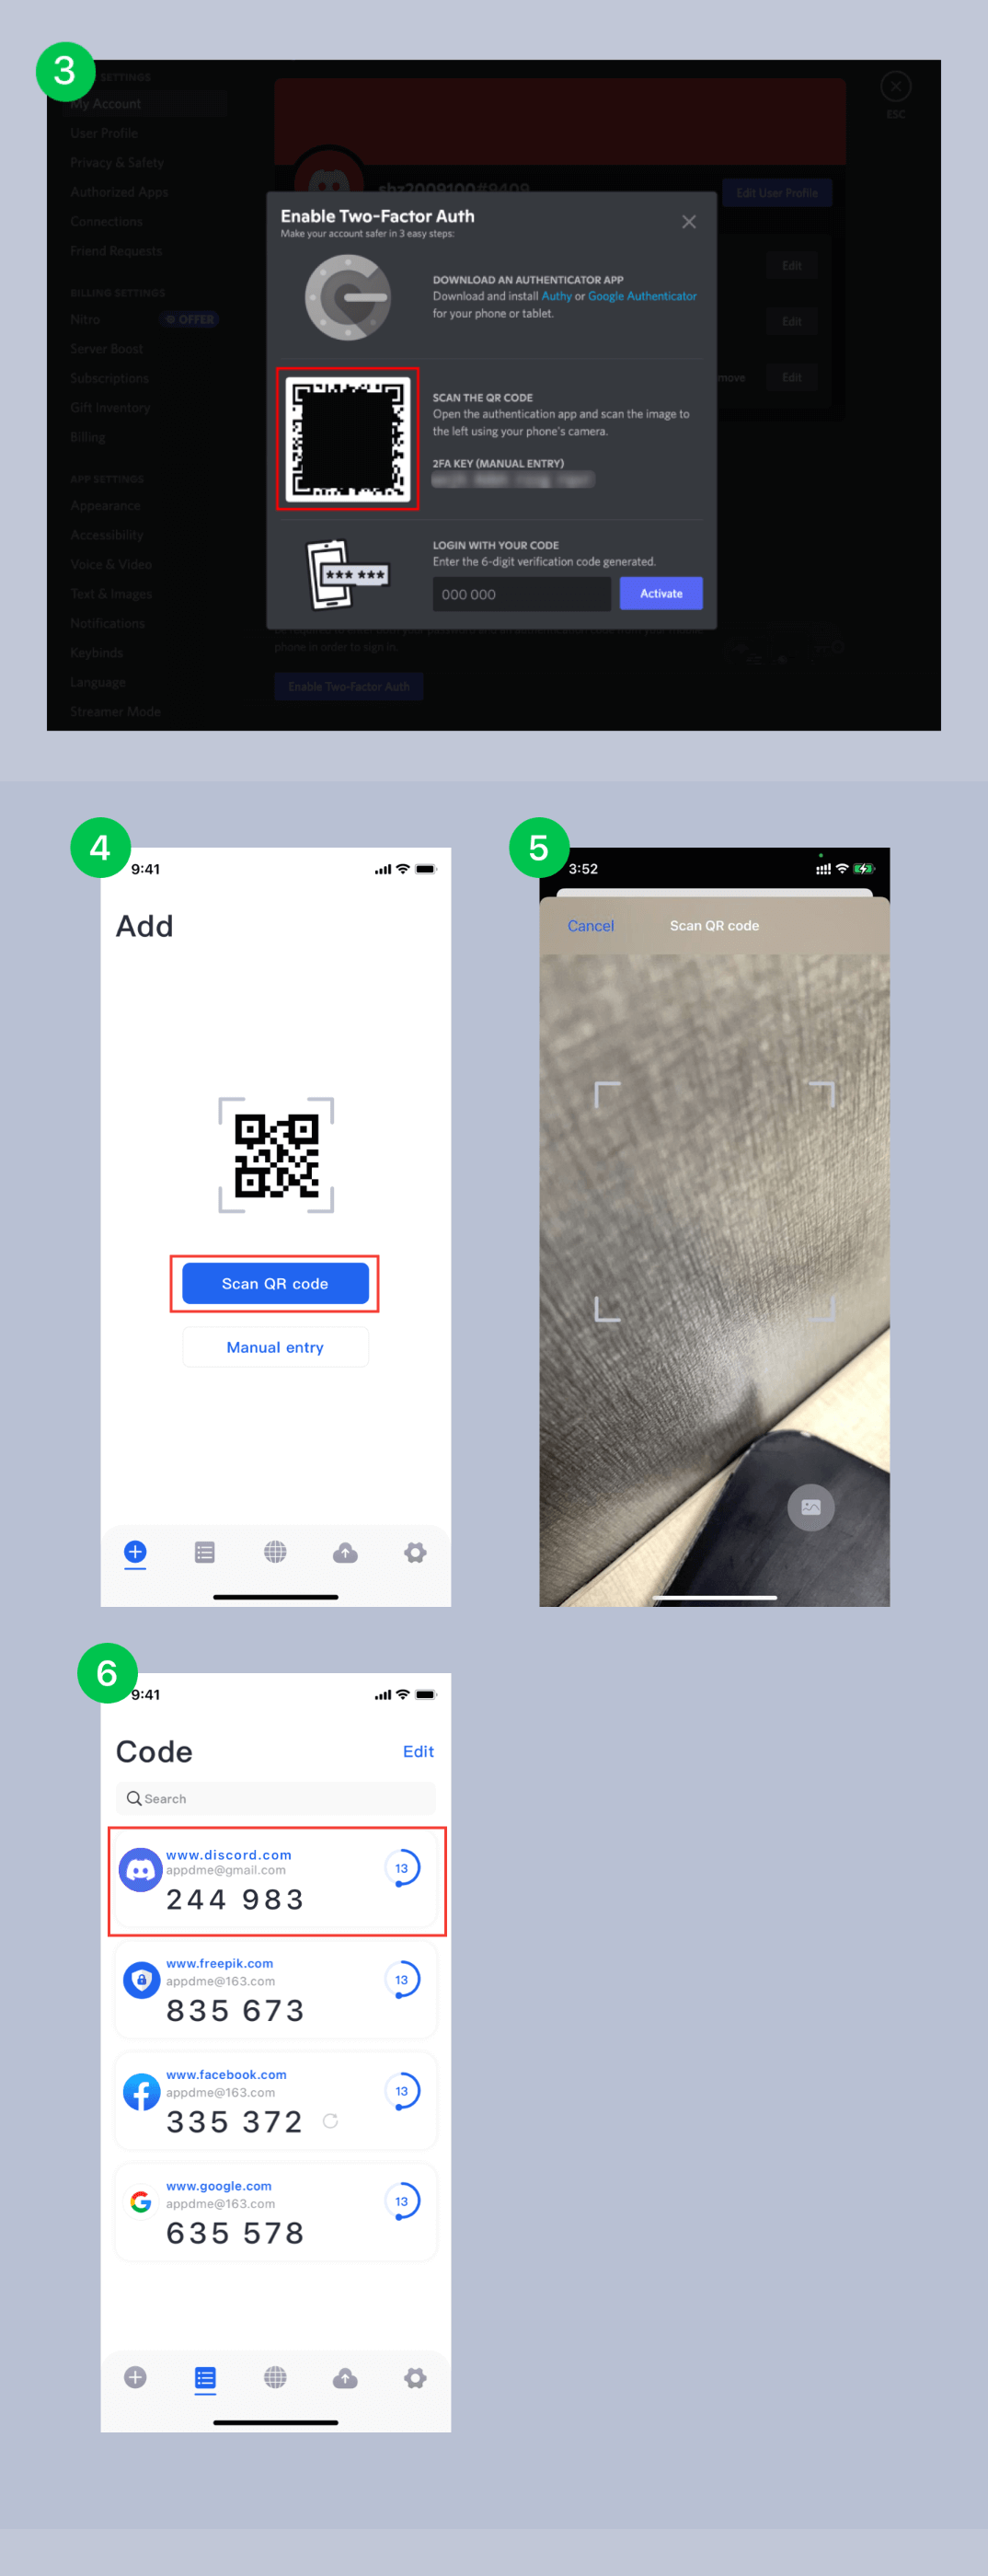 3
SETTINGS
My Account
User Profile
Privacy & Safety
Authorized Apps
Connections
Friend Requests
BILLING SETTINGS
Nitro
OFFER
Server Boost
Subscriptions
Gift Inventory
Billing
APP SETTINGS
Appearance
Accessibility
Voice & Video
Text & Images
Notifications
Keybinds
Language
Streamer Mode
ESC
Edit User Profile
Edit
Edit
Edit
Enable Two-Factor Auth
Make your account safer in 3 easy steps:
DOWNLOAD AN AUTHENTICATOR APP
Download and install Authy or Google Authenticator
for your phone or tablet.
SCAN THE QR CODE
Open the authentication app and scan the image to
the left using your phone's camera.
2FA KEY (MANUAL ENTRY)
LOGIN WITH YOUR CODE
Enter the 6-digit verification code generated.
*** ***
000 000
Activate
phone in order to sign in.
Enable Two-Factor Auth
4
9:41
Add
Scan QR code
Manual entry
5
3:52
Cancel
Scan QR code
6
9:41
Code
Edit
Search
www.discord.com
appdme@gmail.com
244 983
13
www.freepik.com
appdme@163.com
835 673
13
www.facebook.com
appdme@163.com
335 372
13
www.google.com
appdme@163.com
635 578
13